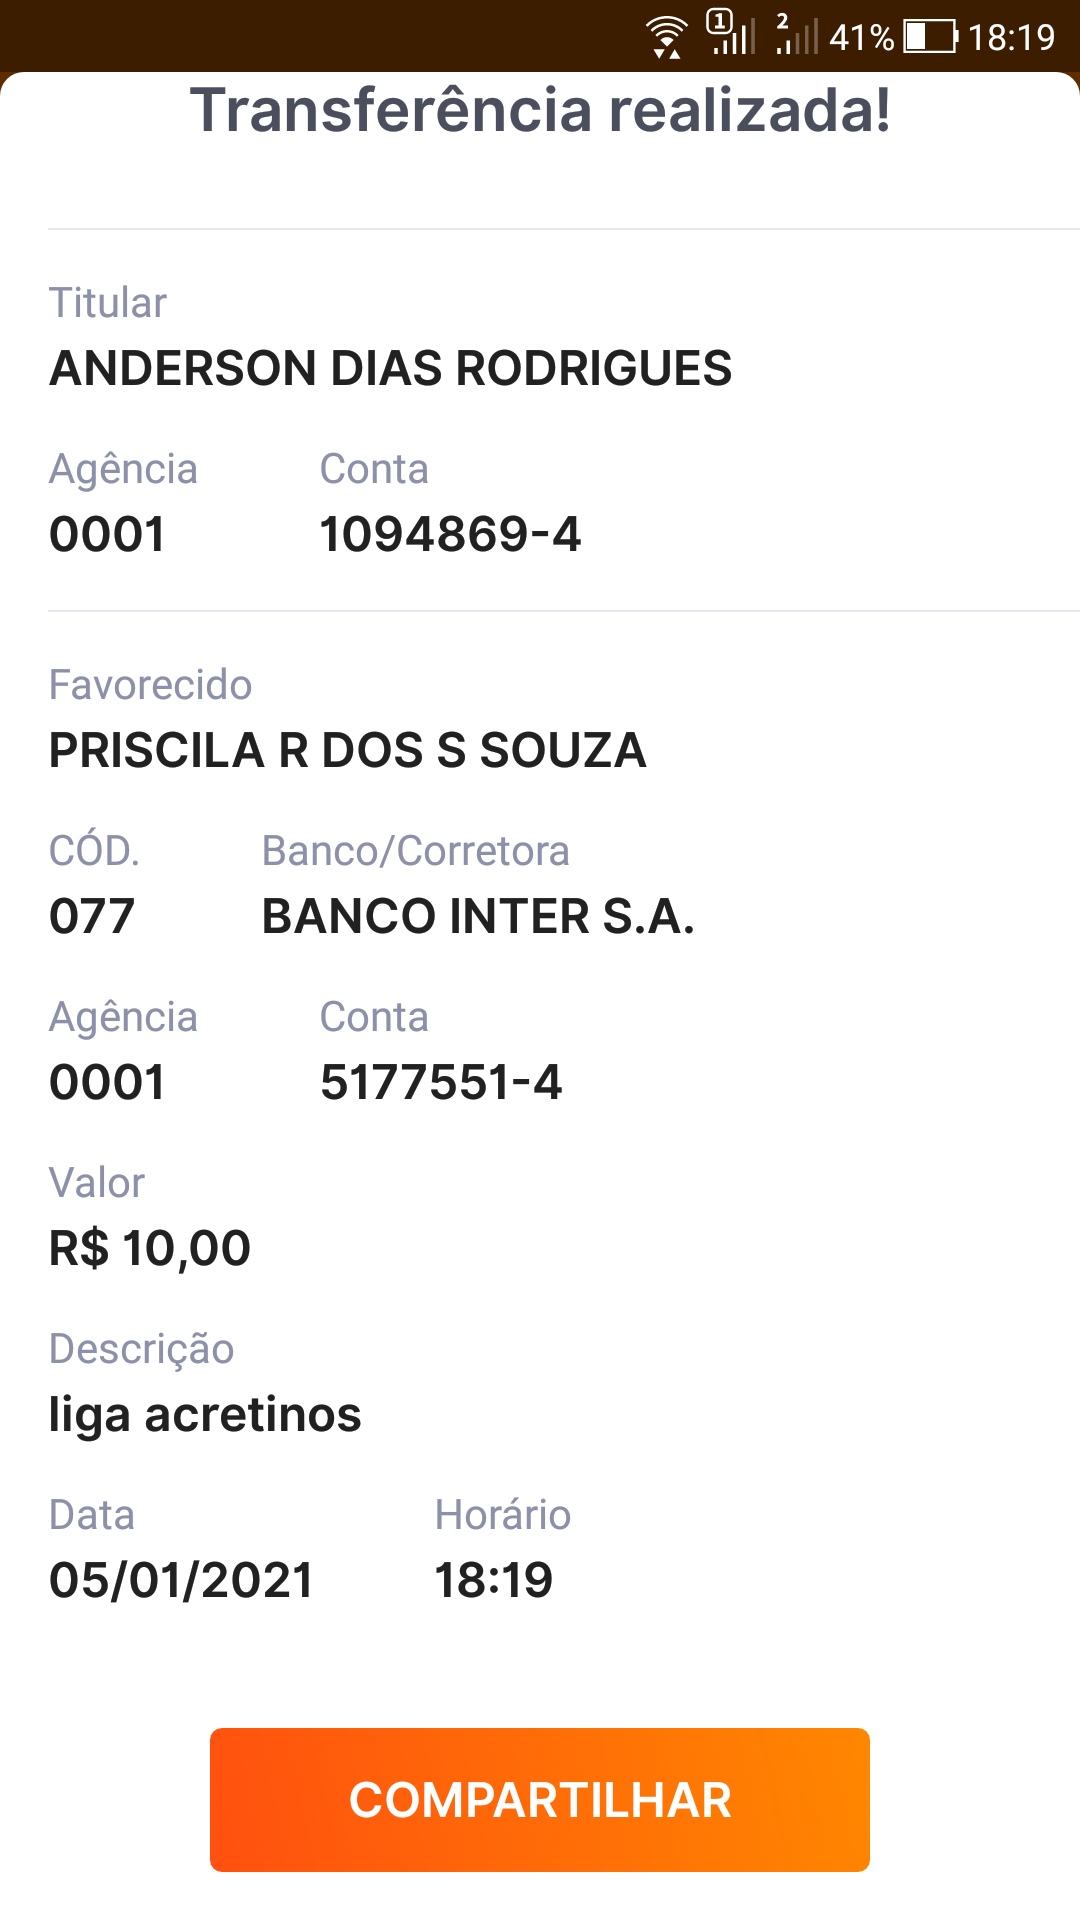 1 2 41% 18:19
Transferência realizada!
Titular
ANDERSON DIAS RODRIGUES
Agência Conta
0001 1094869-4
Favorecido
PRISCILA R DOS S SOUZA
CÓD. Banco/Corretora
077 BANCO INTER S.A.
Agência Conta
0001 5177551-4
Valor
R$ 10,00
Descrição
liga acretinos
Data Horário
05/01/2021 18:19
COMPARTILHAR